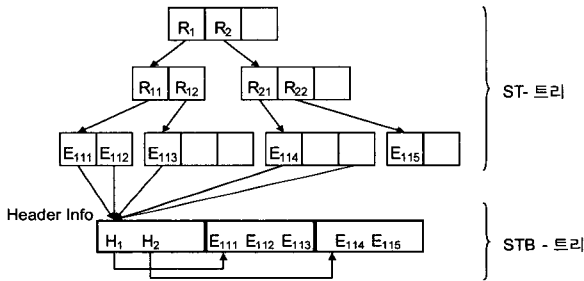 R1 R2
R11 R12 R21 R22
ST- 트리
E111 E112 E113 E114 E115
Header Info
H1 H2 E111 E112 E113 E114 E115
STB - 트리